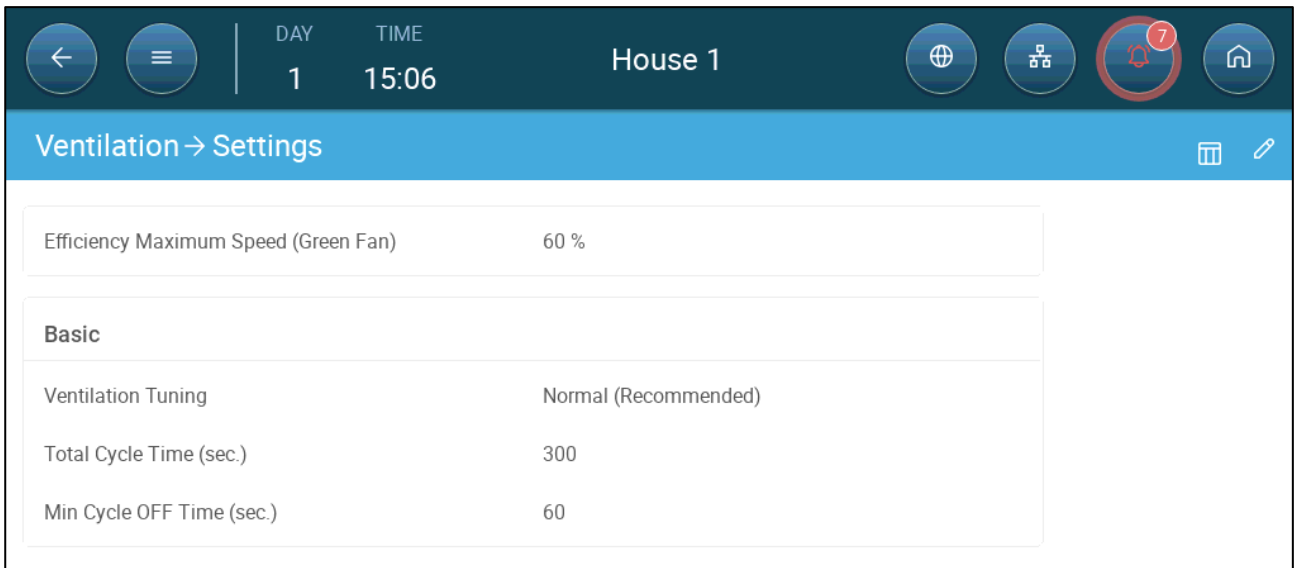 DAY TIME
1 15:06
House 1
7
Ventilation → Settings
Efficiency Maximum Speed (Green Fan) 60 %
Basic
Ventilation Tuning Normal (Recommended)
Total Cycle Time (sec.) 300
Min Cycle OFF Time (sec.) 60